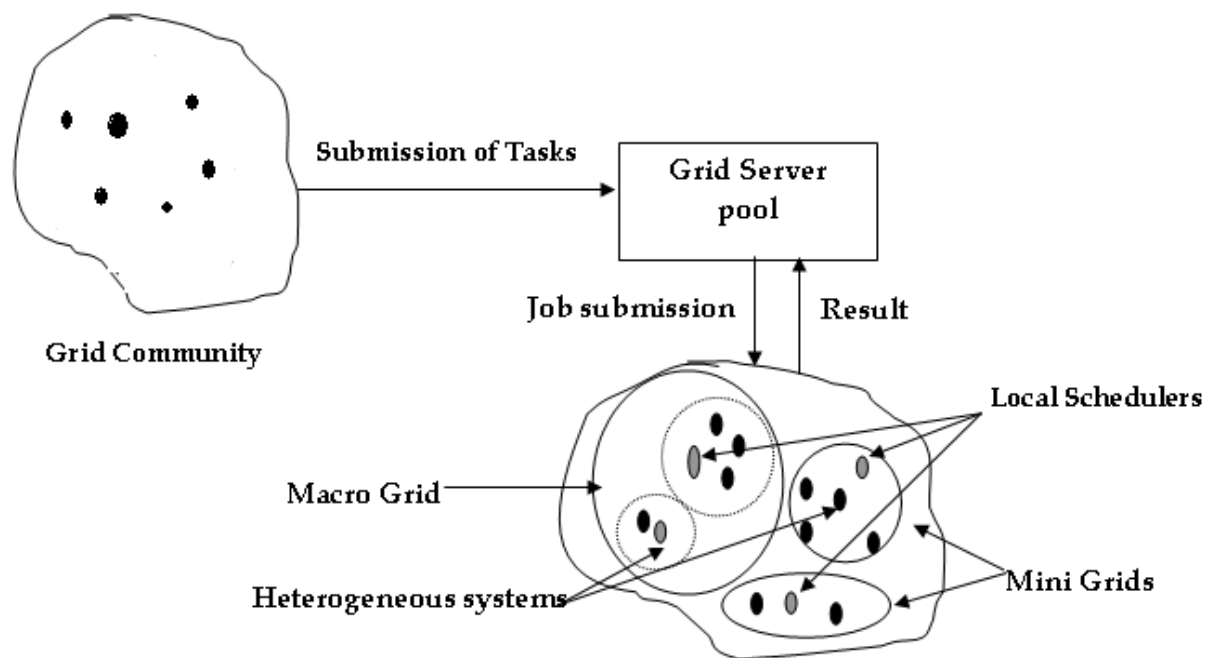 Submission of Tasks
Grid Server
pool
Job submission
Result
Grid Community
Local Schedulers
Macro Grid
Heterogeneous systems
Mini Grids